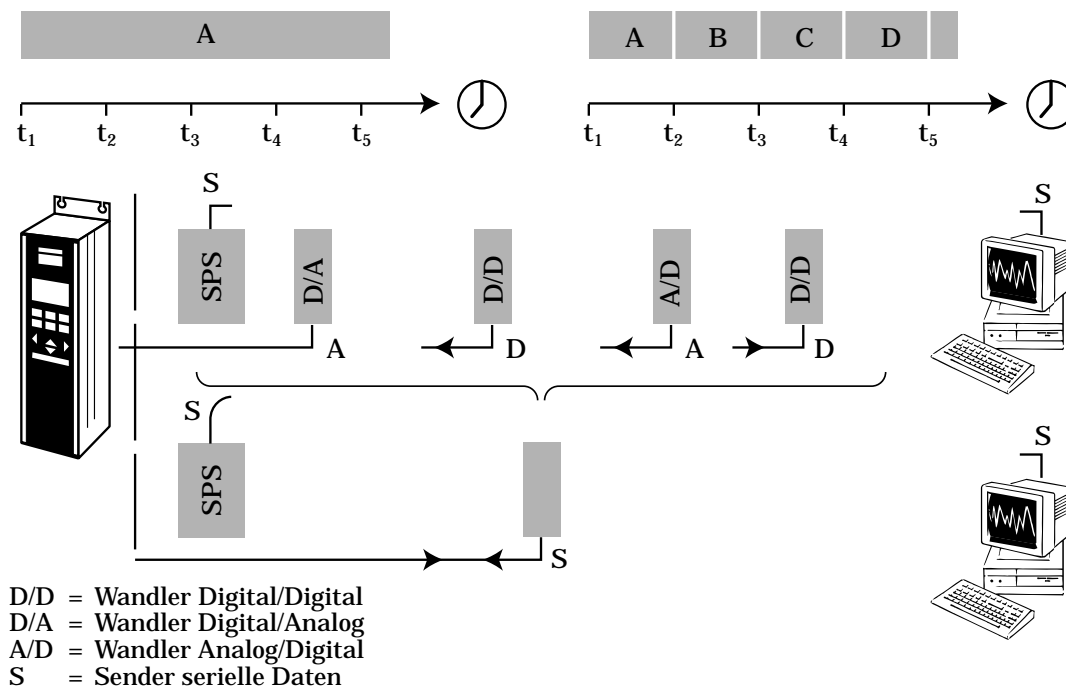 A
A B C D
t₁ t₂ t₃ t₄ t₅
t₁ t₂ t₃ t₄ t₅
S
S
SPS D/A D/D A/D D/D
A D A D
S
S
SPS
S
D/D = Wandler Digital/Digital
D/A = Wandler Digital/Analog
A/D = Wandler Analog/Digital
S = Sender serielle Daten